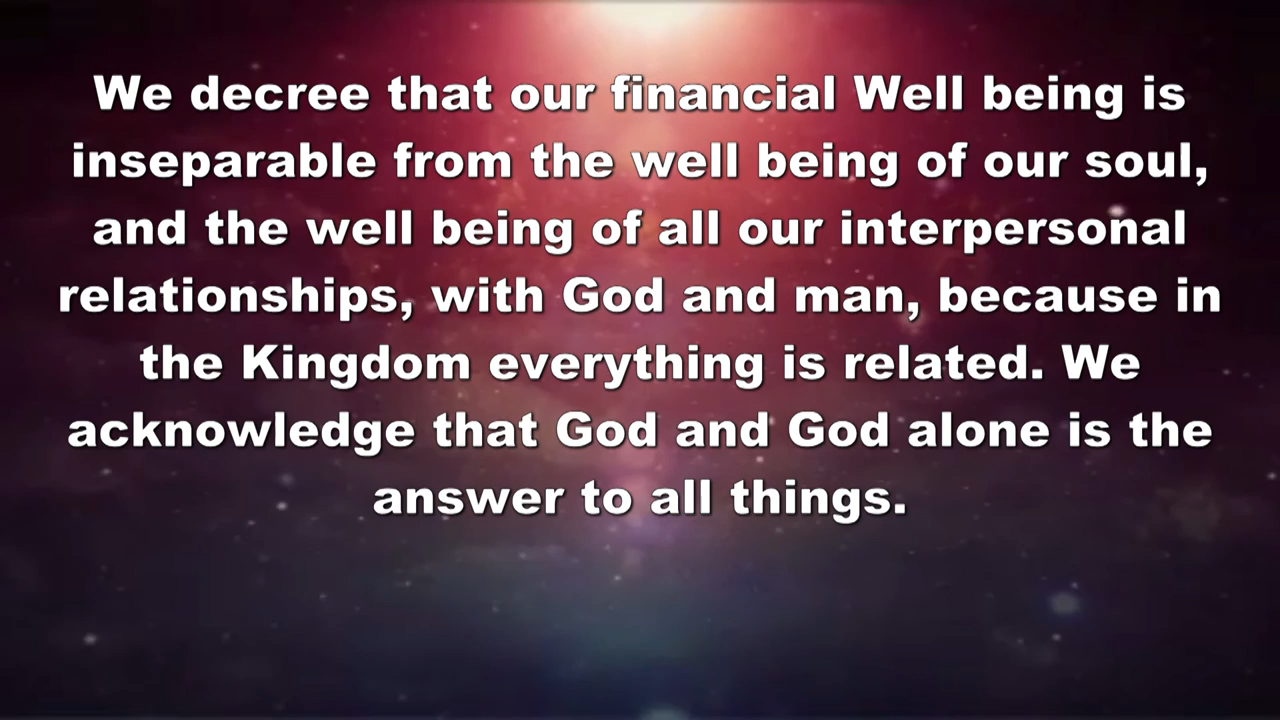 We decree that our financial Well being is
inseparable from the well being of our soul,
and the well being of all our interpersonal
relationships, with God and man, because in
the Kingdom everything is related. We
acknowledge that God and God alone is the
answer to all things.